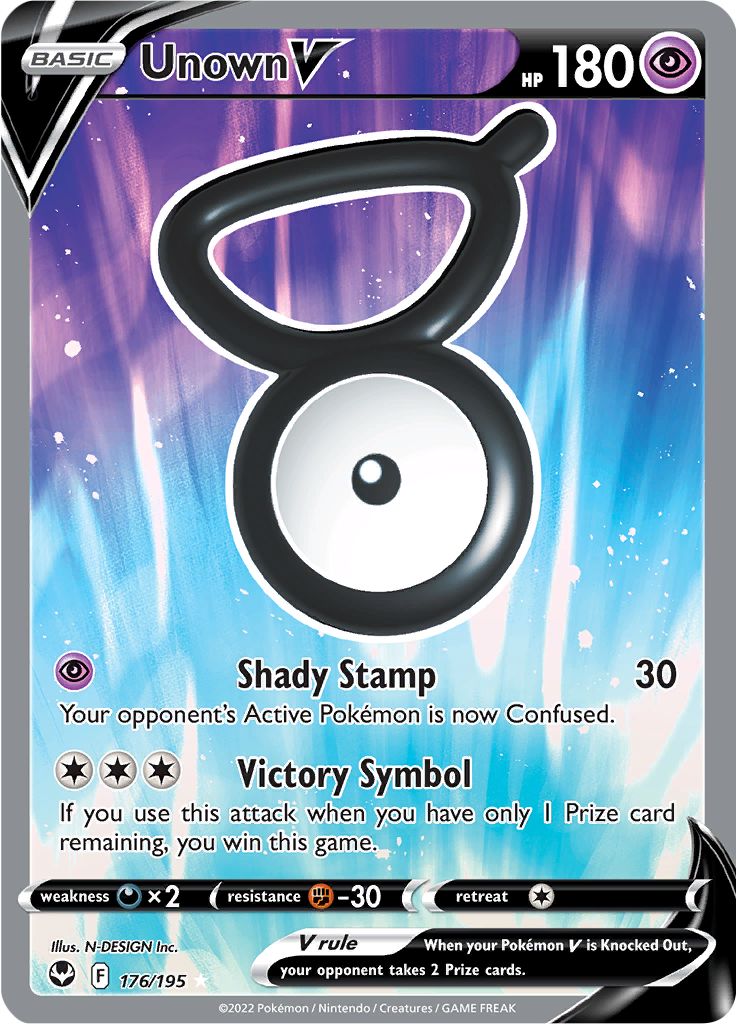 BASIC Unown V HP 180
Shady Stamp 30
Your opponent's Active Pokémon is now Confused.
Victory Symbol
If you use this attack when you have only 1 Prize card
remaining, you win this game.
weakness ×2 resistance -30 retreat
Illus. N-DESIGN Inc.
V rule When your Pokémon V is Knocked Out,
your opponent takes 2 Prize cards.
F 176/195
©2022 Pokémon / Nintendo / Creatures / GAME FREAK